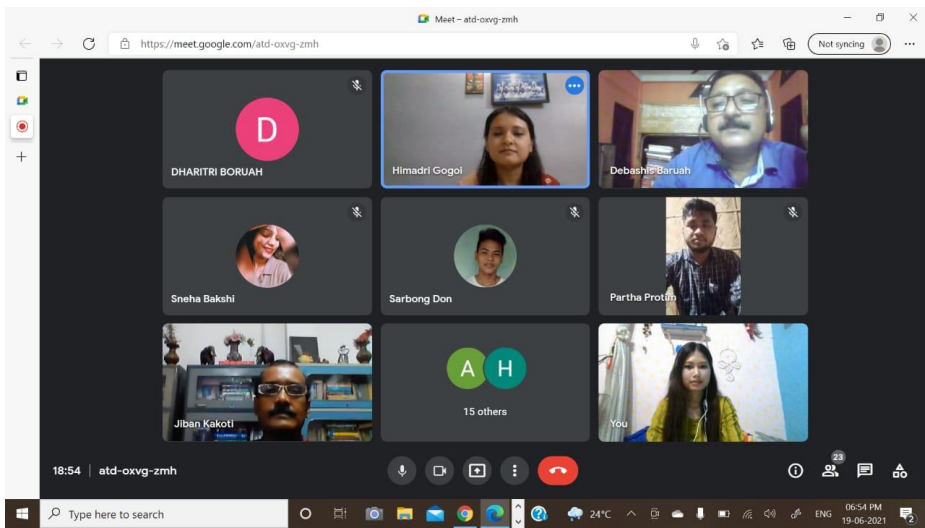 Meet – atd-oxvg-zmh
https://meet.google.com/atd-oxvg-zmh
Not syncing
D
DHARITRI BORUAH
Himadri Gogoi
Debashis Baruah
Sneha Bakshi
Sarbong Don
Partha Protim
Jiban Kakoti
A H
15 others
You
18:54 | atd-oxvg-zmh
23
Type here to search
24°C
ENG
06:54 PM
19-06-2021
2